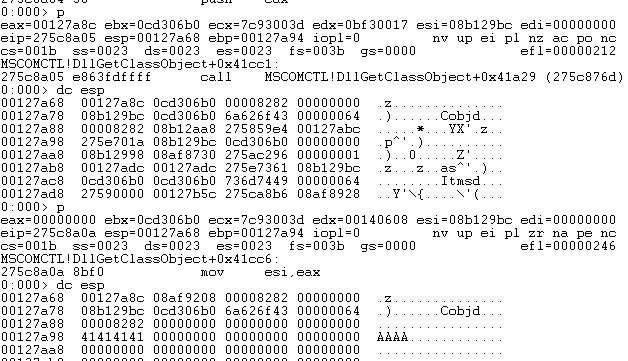 0:000> p
eax=00127a8c ebx=0cd306b0 ecx=7c93003d edx=0bf30017 esi=08b129bc edi=00000000
eip=275c8a05 esp=00127a68 ebp=00127a94 iopl=0         nv up ei pl nz ac po nc
cs=001b  ss=0023  ds=0023  es=0023  fs=003b  gs=0000             efl=00000212
MSCOMCTL!DllGetClassObject+0x41cc1:
275c8a05 e863fdffff      call    MSCOMCTL!DllGetClassObject+0x41a29 (275c876d)
0:000> dc esp
00127a68  00127a8c 0cd306b0 00008282 00000000  .z..............
00127a78  08b129bc 0cd306b0 6a626f43 00000064  .)......Cobjd...
00127a88  00008282 08b12aa8 275859e4 00127abc  .....*...YX'.z..
00127a98  275e701a 08b129bc 0cd306b0 00000000  .p^'.)..........
00127aa8  08b12998 08af8730 275ac296 00000001  .)..0.....Z'....
00127ab8  00127adc 00127adc 275e7361 08b129bc  .z...z..as^'.)..
00127ac8  0cd306b0 00000000 736d7449 00000064  ........Itmsd...
00127ad8  27590000 00127b5c 275ca8b6 08af8928  ..Y'\{....\'(...
0:000> p
eax=00000000 ebx=0cd306b0 ecx=7c93003d edx=00140608 esi=08b129bc edi=00000000
eip=275c8a0a esp=00127a68 ebp=00127a94 iopl=0         nv up ei pl zr na pe nc
cs=001b  ss=0023  ds=0023  es=0023  fs=003b  gs=0000             efl=00000246
MSCOMCTL!DllGetClassObject+0x41cc6:
275c8a0a 8bf0            mov     esi,eax
0:000> dc esp
00127a68  00127a8c 08af9208 00008282 00000000  .z..............
00127a78  08b129bc 0cd306b0 6a626f43 00000064  .)......Cobjd...
00127a88  00008282 00000000 00000000 00000000  ................
00127a98  41414141 00000000 00000000 00000000  AAAA............
00127aa8  00000000 00000000 00000000 00000000  ................